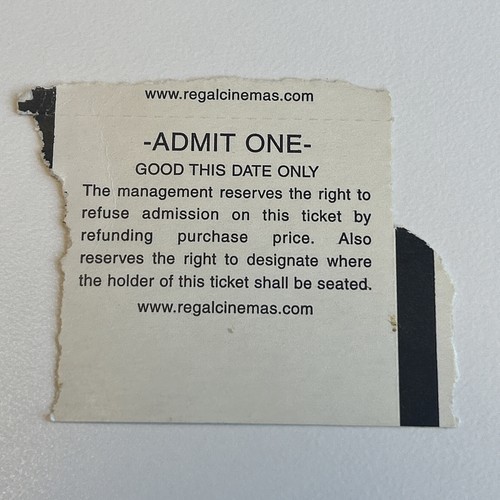 www.regalcinemas.com
-ADMIT ONE-
GOOD THIS DATE ONLY
The management reserves the right to
refuse admission on this ticket by
refunding purchase price. Also
reserves the right to designate where
the holder of this ticket shall be seated.
www.regalcinemas.com